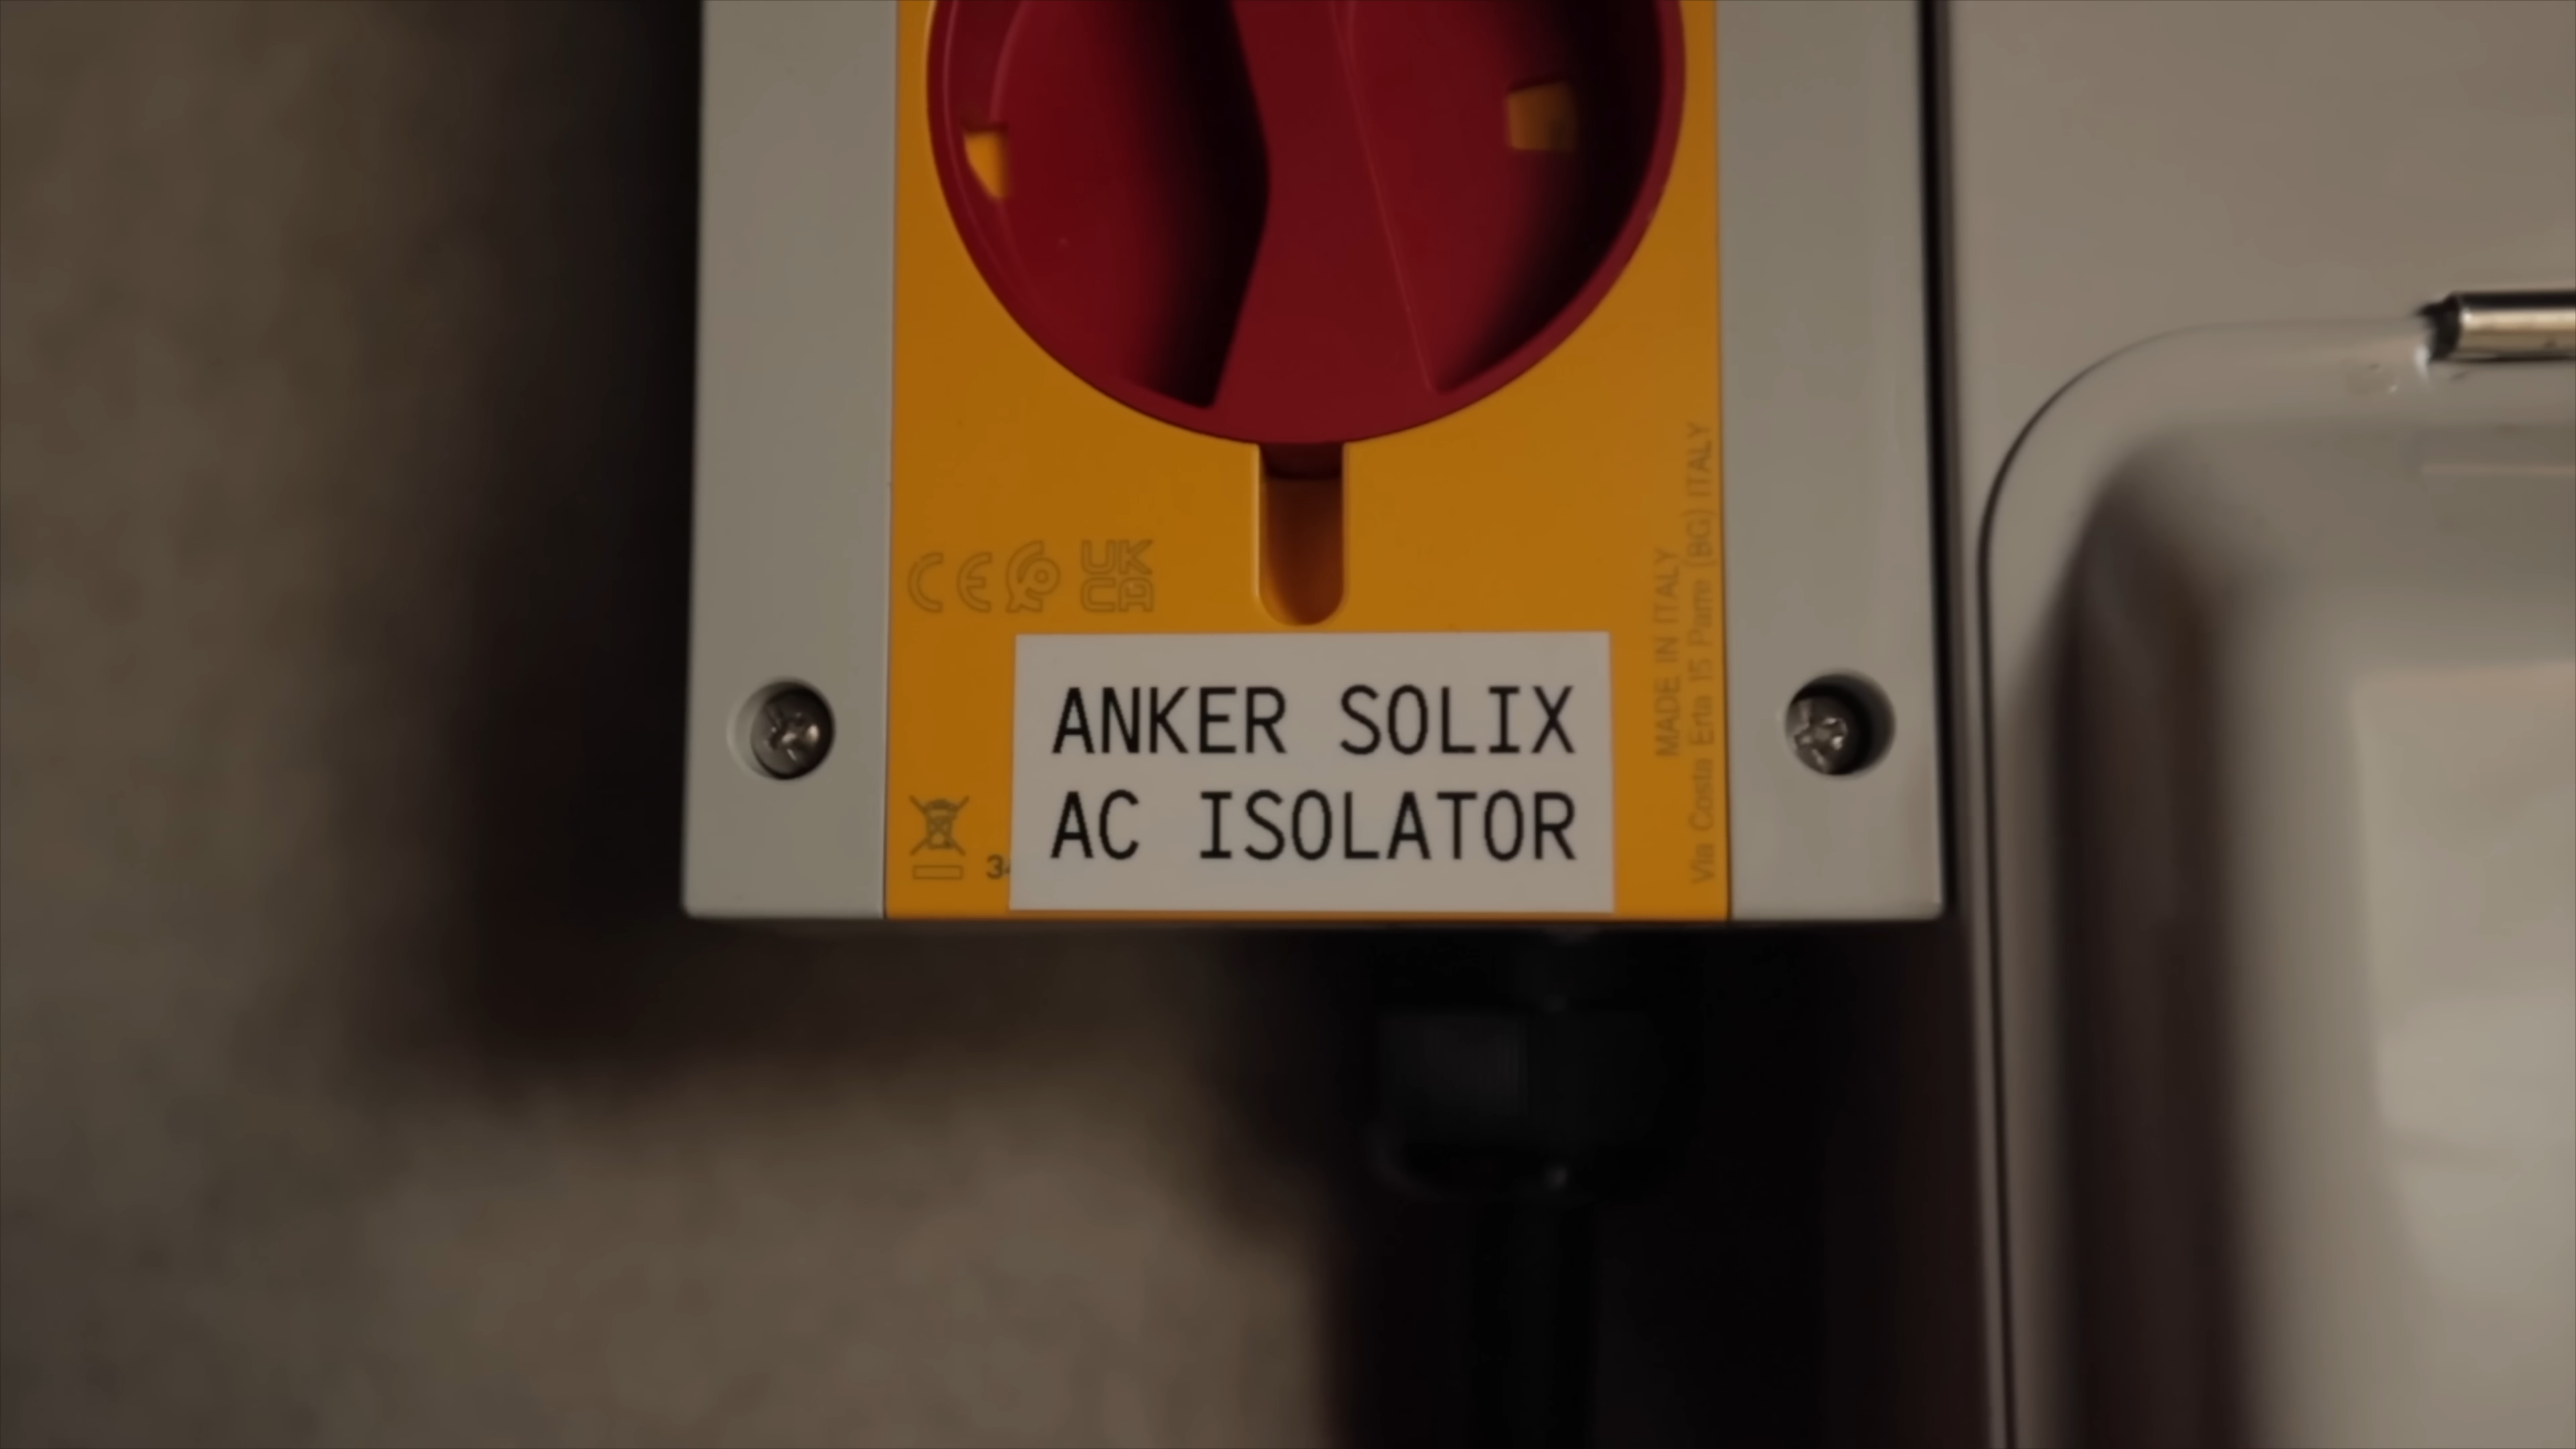 CE
UK
CA
ANKER SOLIX
AC ISOLATOR
MADE IN ITALY
Via Costa Erta 15 Parre (BG) ITALY